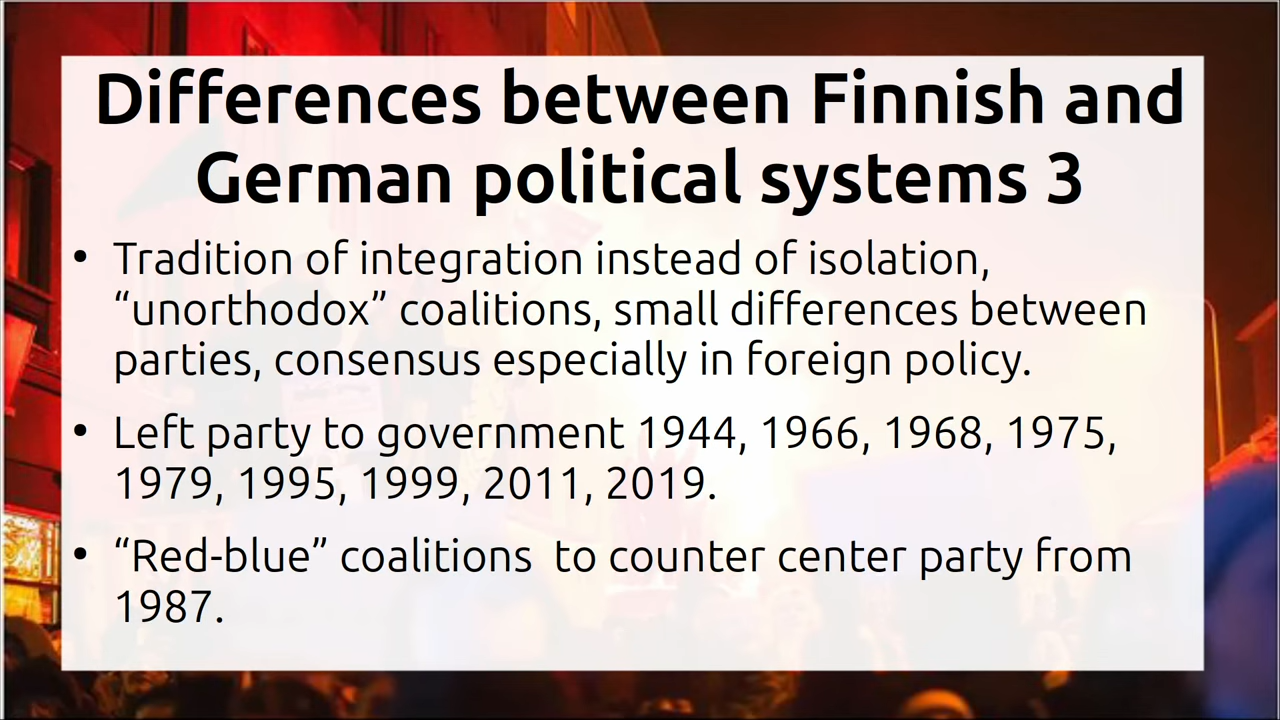 Differences between Finnish and
German political systems 3
• Tradition of integration instead of isolation,
“unorthodox” coalitions, small differences between
parties, consensus especially in foreign policy.
• Left party to government 1944, 1966, 1968, 1975,
1979, 1995, 1999, 2011, 2019.
• “Red-blue” coalitions  to counter center party from
1987.